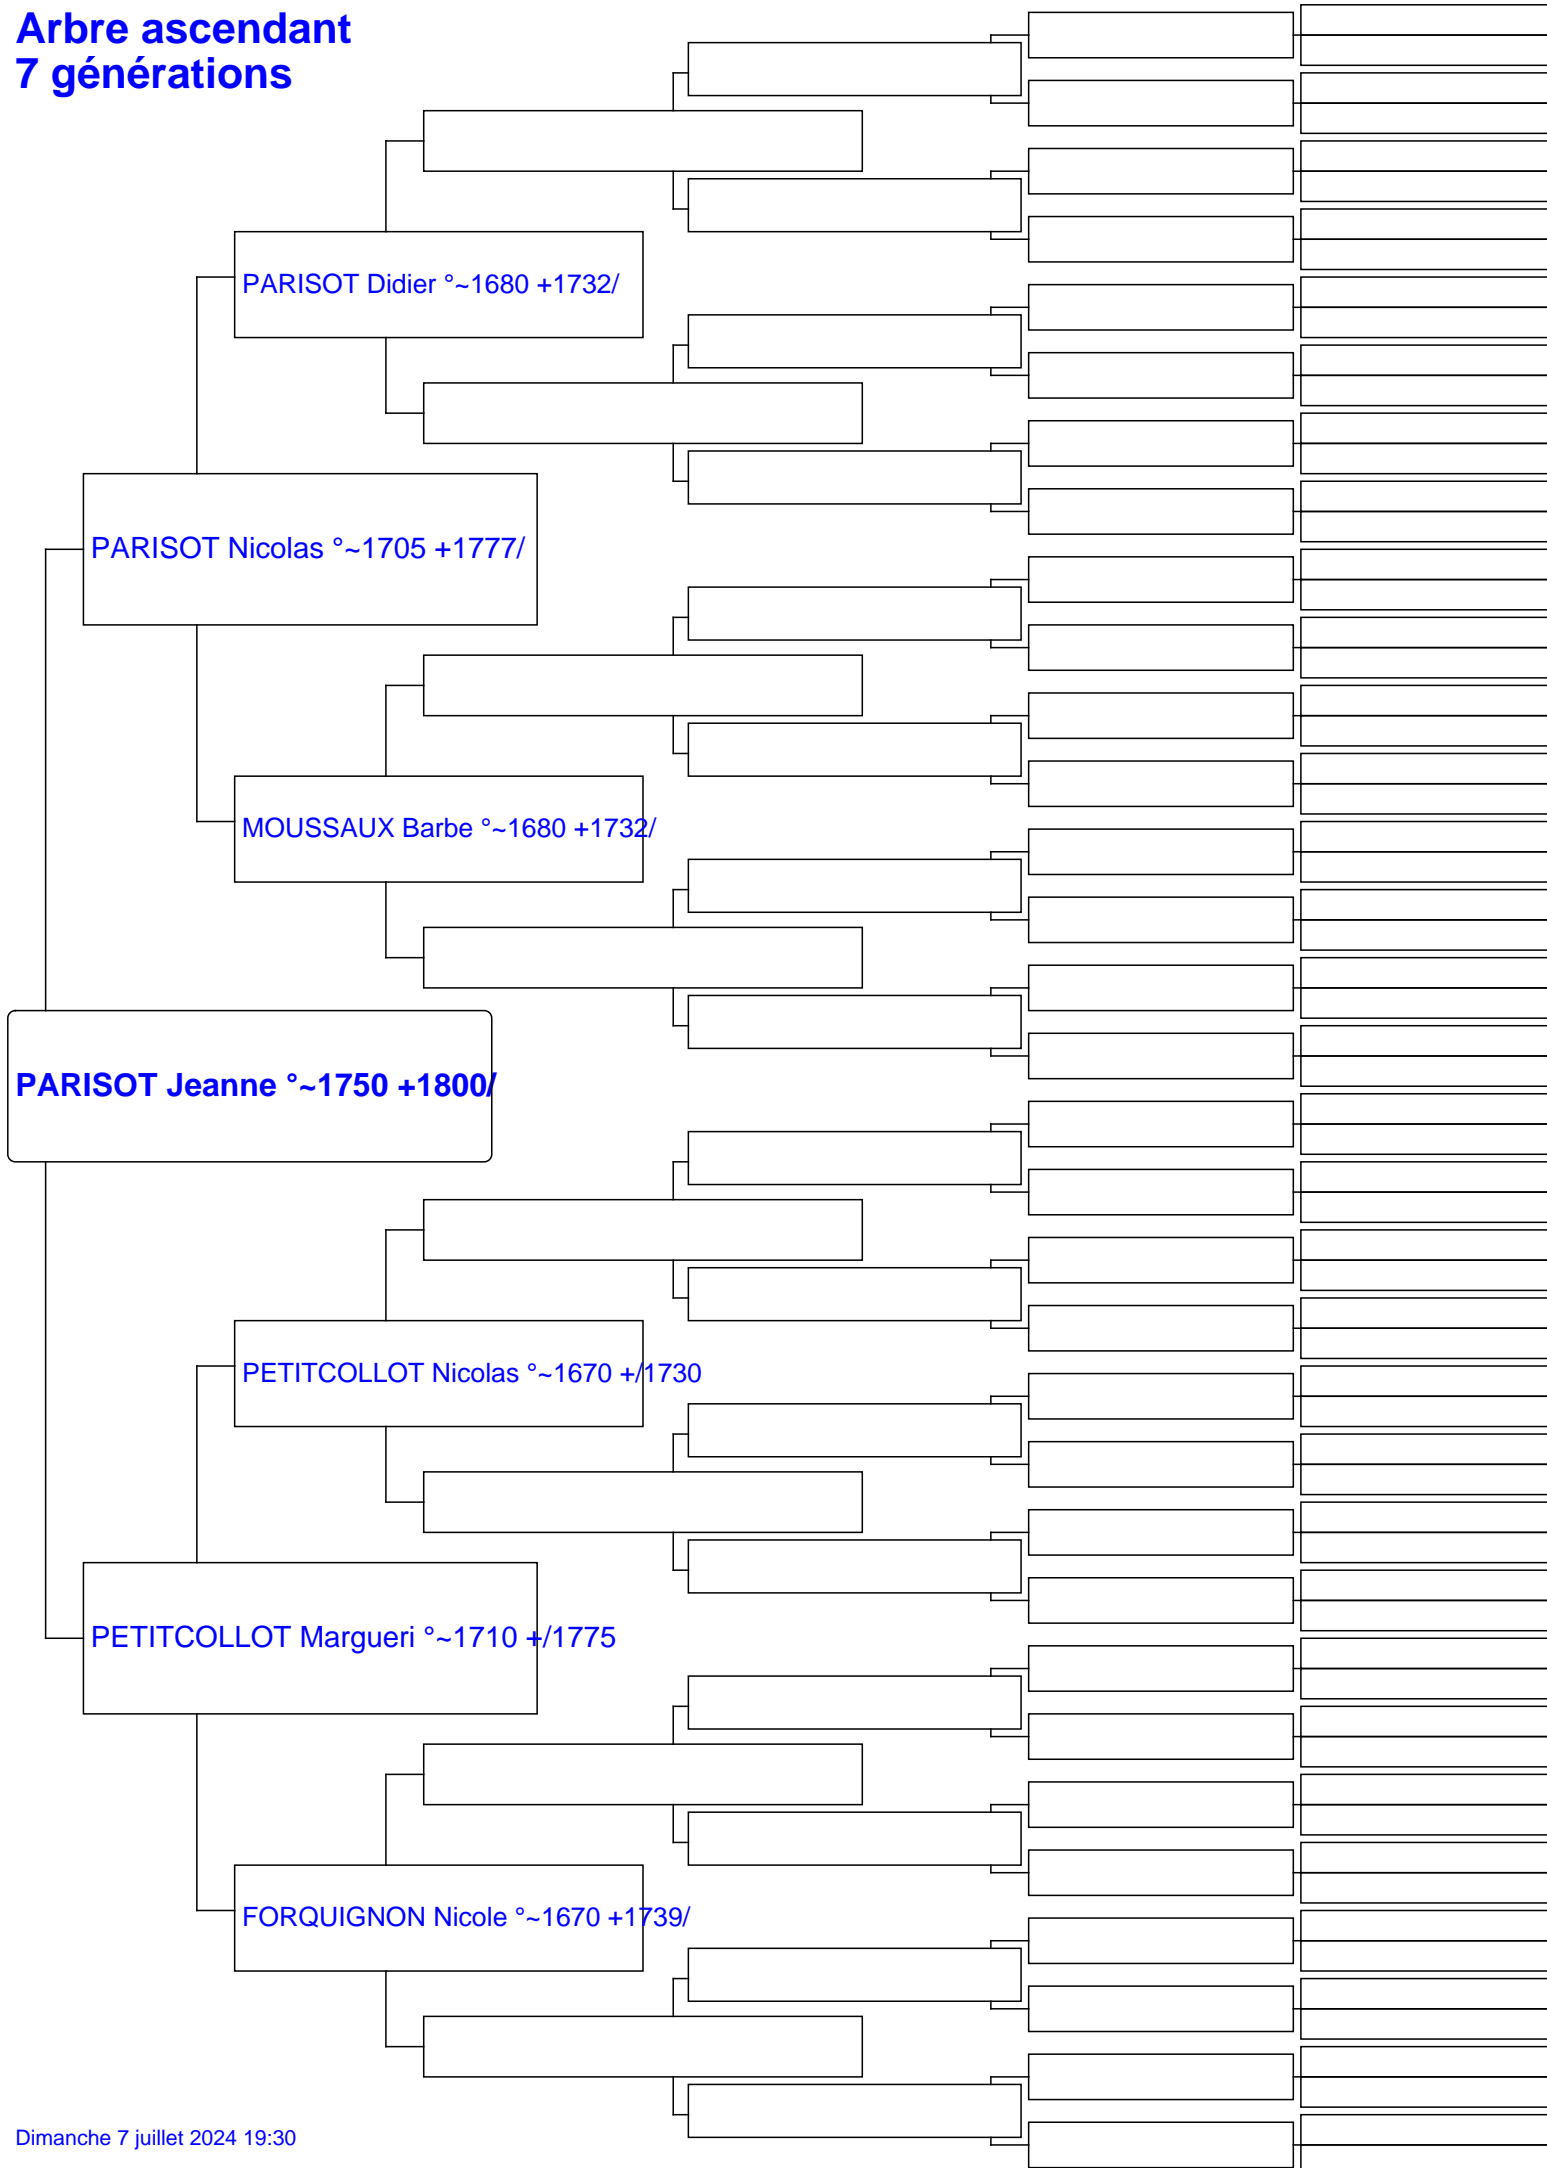 Arbre ascendant
7 générations
PARISOT Didier °~1680 +1732/
PARISOT Nicolas °~1705 +1777/
MOUSSAUX Barbe °~1680 +1732/
PARISOT Jeanne °~1750 +1800/
PETITCOLLOT Nicolas °~1670 +/1730
PETITCOLLOT Margueri °~1710 +/1775
FORQUIGNON Nicole °~1670 +1739/
Dimanche 7 juillet 2024 19:30